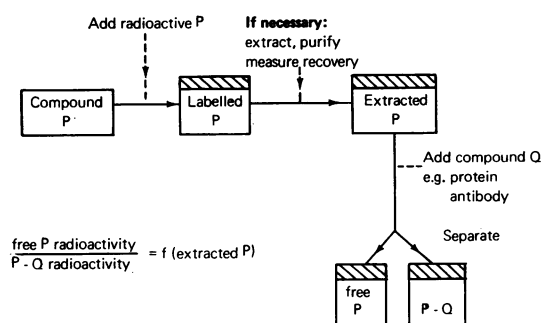 Add radioactive P
If necessary:
extract, purify
measure recovery
Compound
P
Labelled
P
Extracted
P
Add compound Q
e.g. protein
antibody
Separate
free P radioactivity
P - Q radioactivity
= f (extracted P)
free
P
P - Q